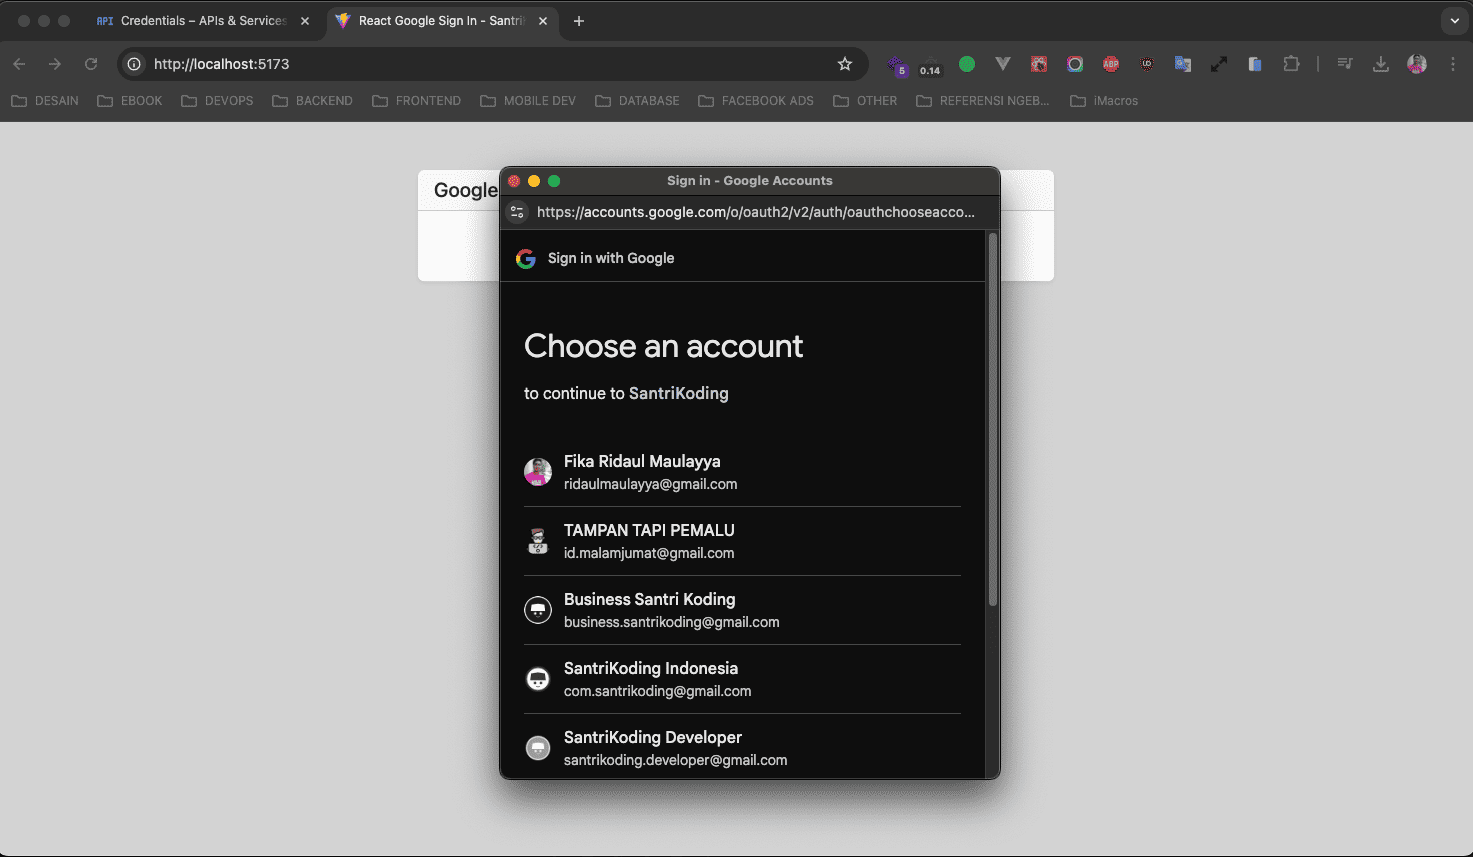 API Credentials – APIs & Services
React Google Sign In - Santri
http://localhost:5173
5
0.14
ABP
DESAIN
EBOOK
DEVOPS
BACKEND
FRONTEND
MOBILE DEV
DATABASE
FACEBOOK ADS
OTHER
REFERENSI NGEB...
iMacros
Google
Sign in - Google Accounts
https://accounts.google.com/o/oauth2/v2/auth/oauthchooseacco...
Sign in with Google
Choose an account
to continue to SantriKoding
Fika Ridaul Maulayya
ridaulmaulayya@gmail.com
TAMPAN TAPI PEMALU
id.malamjumat@gmail.com
Business Santri Koding
business.santrikoding@gmail.com
SantriKoding Indonesia
com.santrikoding@gmail.com
SantriKoding Developer
santrikoding.developer@gmail.com